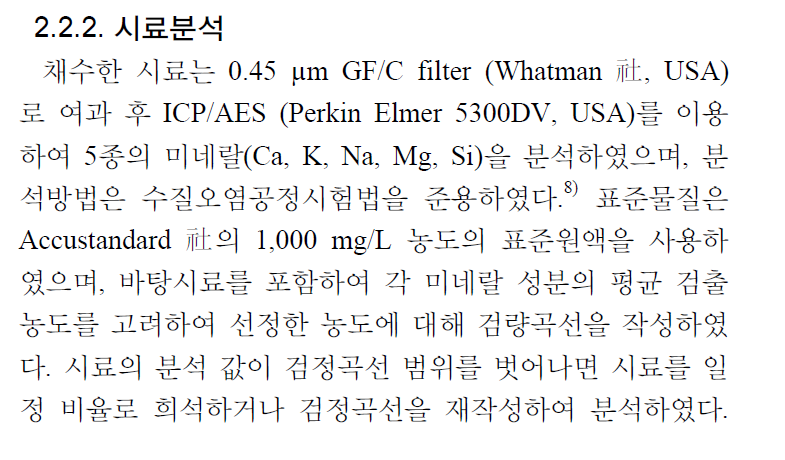 2.2.2. 시료분석
채수한 시료는 0.45 μm GF/C filter (Whatman 社, USA)
로 여과 후 ICP/AES (Perkin Elmer 5300DV, USA)를 이용
하여 5종의 미네랄(Ca, K, Na, Mg, Si)을 분석하였으며, 분
석방법은 수질오염공정시험법을 준용하였다.8) 표준물질은
Accustandard 社의 1,000 mg/L 농도의 표준원액을 사용하
였으며, 바탕시료를 포함하여 각 미네랄 성분의 평균 검출
농도를 고려하여 선정한 농도에 대해 검량곡선을 작성하였
다. 시료의 분석 값이 검정곡선 범위를 벗어나면 시료를 일
정 비율로 희석하거나 검정곡선을 재작성하여 분석하였다.